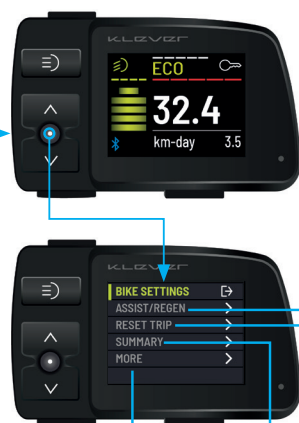 KLEVER
ECO
32.4
km-day 3.5
KLEVER
BIKE SETTINGS
ASSIST/REGEN
RESET TRIP
SUMMARY
MORE